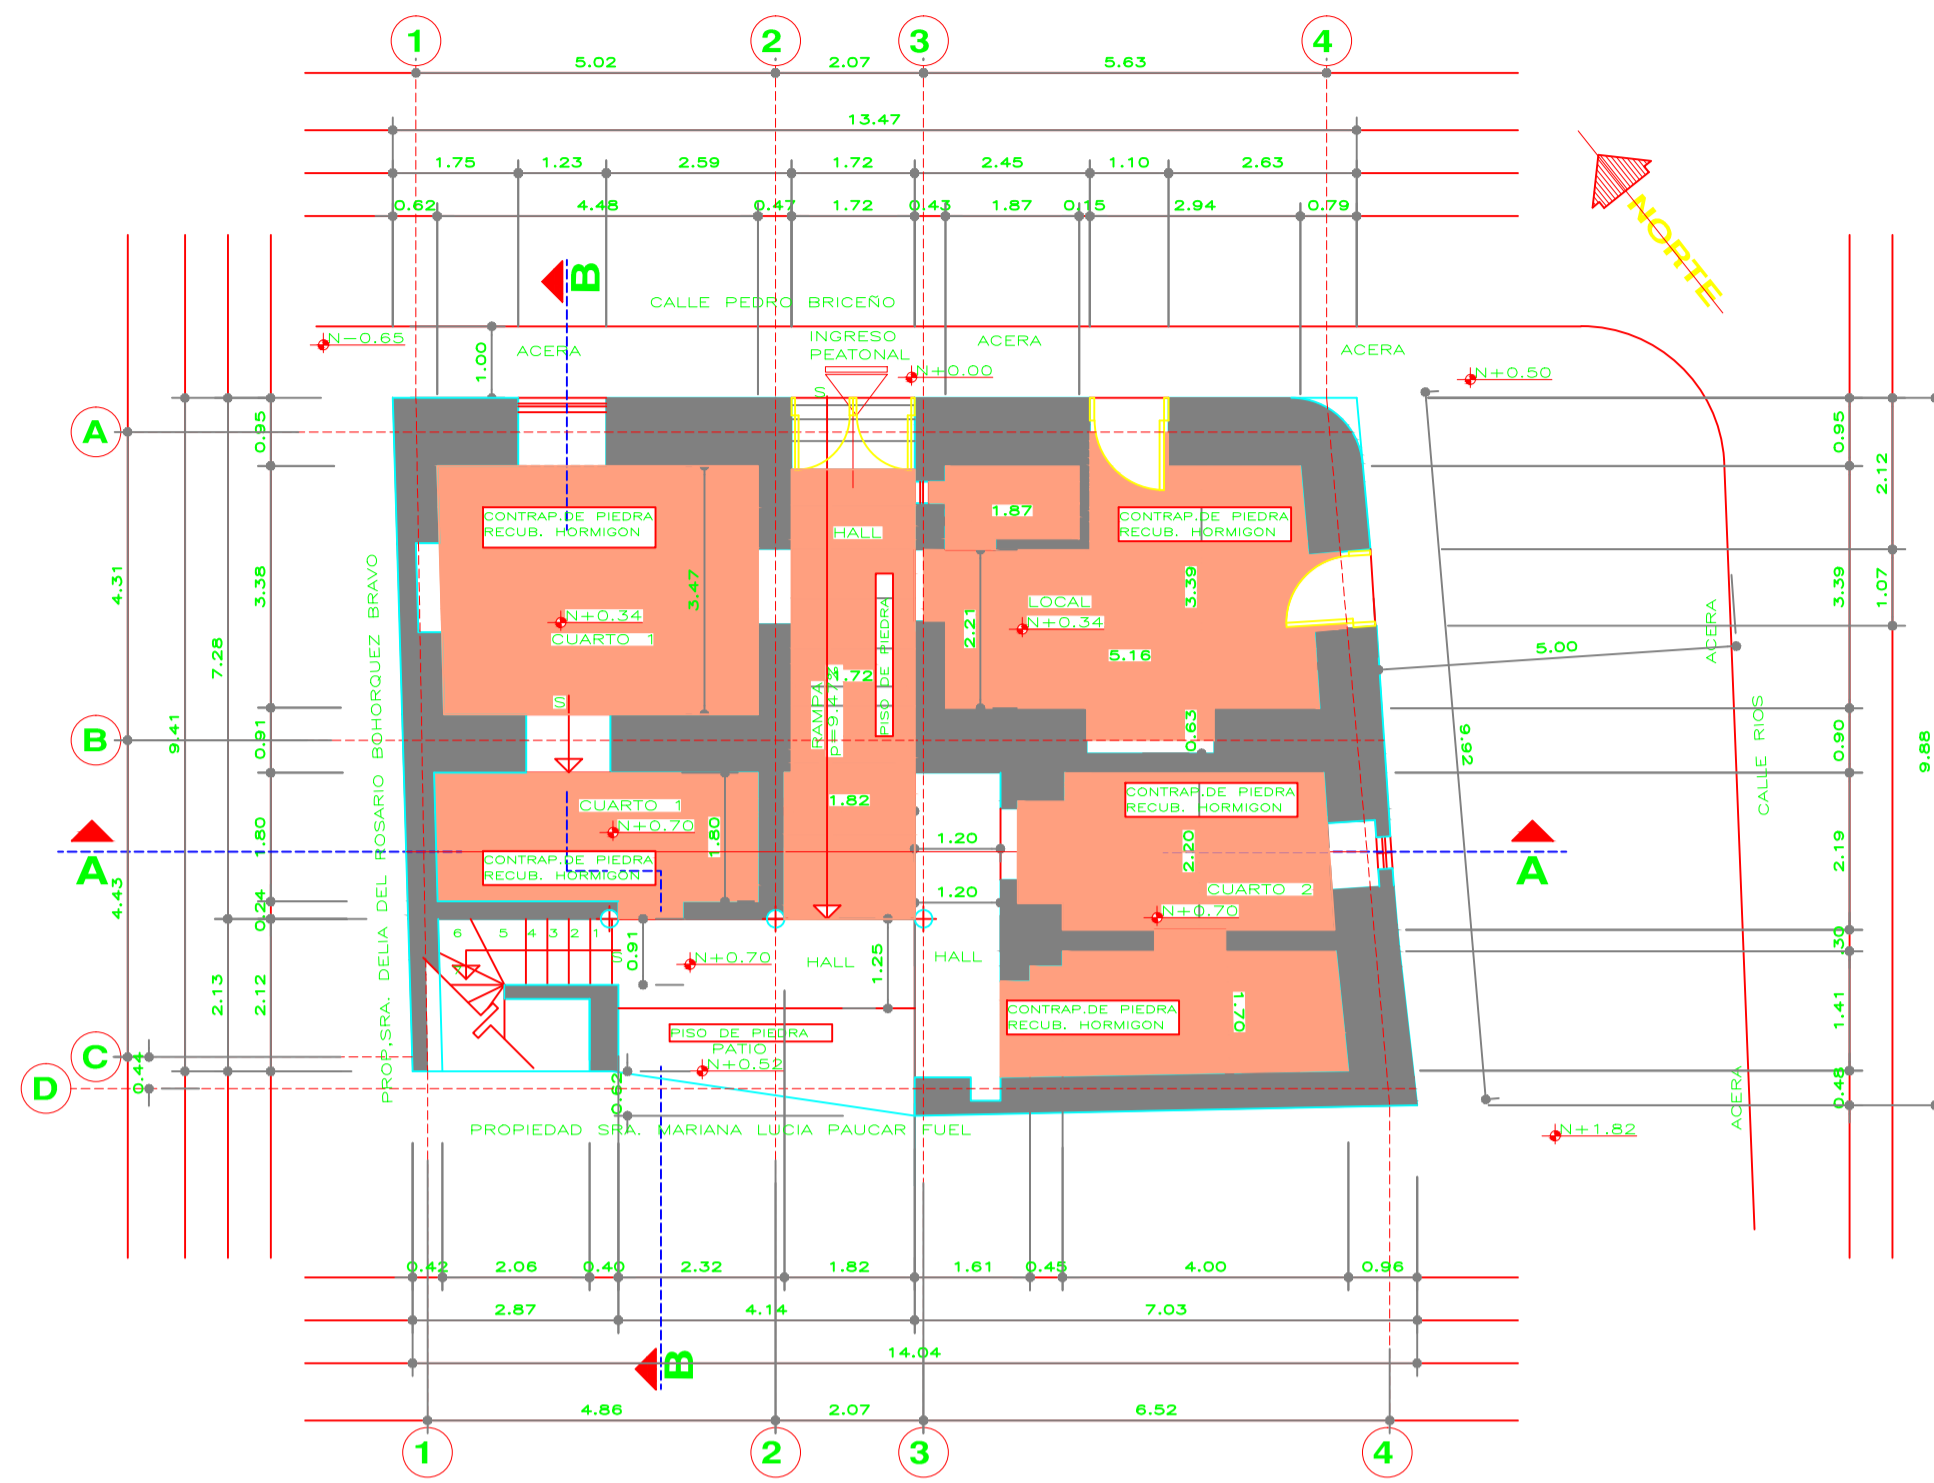 1 2 3 4
5.02 2.07 5.63
13.47
1.75 1.23 2.59 1.72 2.45 1.10 2.63
0.62 4.48 0.47 1.72 0.43 1.87 0.15 2.94 0.79
NORTE
B
CALLE PEDRO BRICEÑO
N-0.65
1.00
ACERA
INGRESO
PEATONAL
ACERA
ACERA
N+0.00
N+0.50
S
A
B
C
D
0.95
4.31
3.38
7.28
9.41
0.91
1.80
4.43
0.24
2.13
2.12
0.44
A
PROP,SRA. DELIA DEL ROSARIO BOHORQUEZ BRAVO
CONTRAP.DE PIEDRA
RECUB. HORMIGON
3.47
N+0.34
CUARTO 1
S
HALL
PISO DE PIEDRA
1.72
RAMPA
1.82
1.87
CONTRAP.DE PIEDRA
RECUB. HORMIGON
3.39
LOCAL
N+0.34
2.21
5.16
0.63
CUARTO 1
N+0.70
1.80
CONTRAP.DE PIEDRA
RECUB. HORMIGON
1.20
1.20
CONTRAP.DE PIEDRA
RECUB. HORMIGON
2.20
CUARTO 2
N+0.70
6 5 4 3 2 1
7
S
0.91
N+0.70
HALL
1.25
HALL
CONTRAP.DE PIEDRA
RECUB. HORMIGON
1.70
PISO DE PIEDRA
PATIO
N+0.52
0.62
PROPIEDAD SRA. MARIANA LUCIA PAUCAR FUEL
5.00
9.92
ACERA
CALLE RIOS
ACERA
N+1.82
A
0.95
2.12
3.39
1.07
0.90
9.88
2.19
.30
1.41
0.48
0.42 2.06 0.40 2.32 1.82 1.61 0.45 4.00 0.96
2.87 4.14 7.03
14.04
B
4.86 2.07 6.52
1 2 3 4